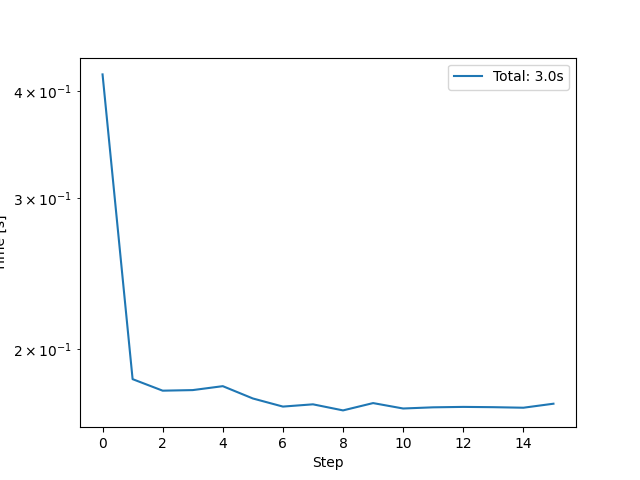 Total: 3.0s
4 × 10⁻¹
3 × 10⁻¹
2 × 10⁻¹
[s]
0 2 4 6 8 10 12 14
Step